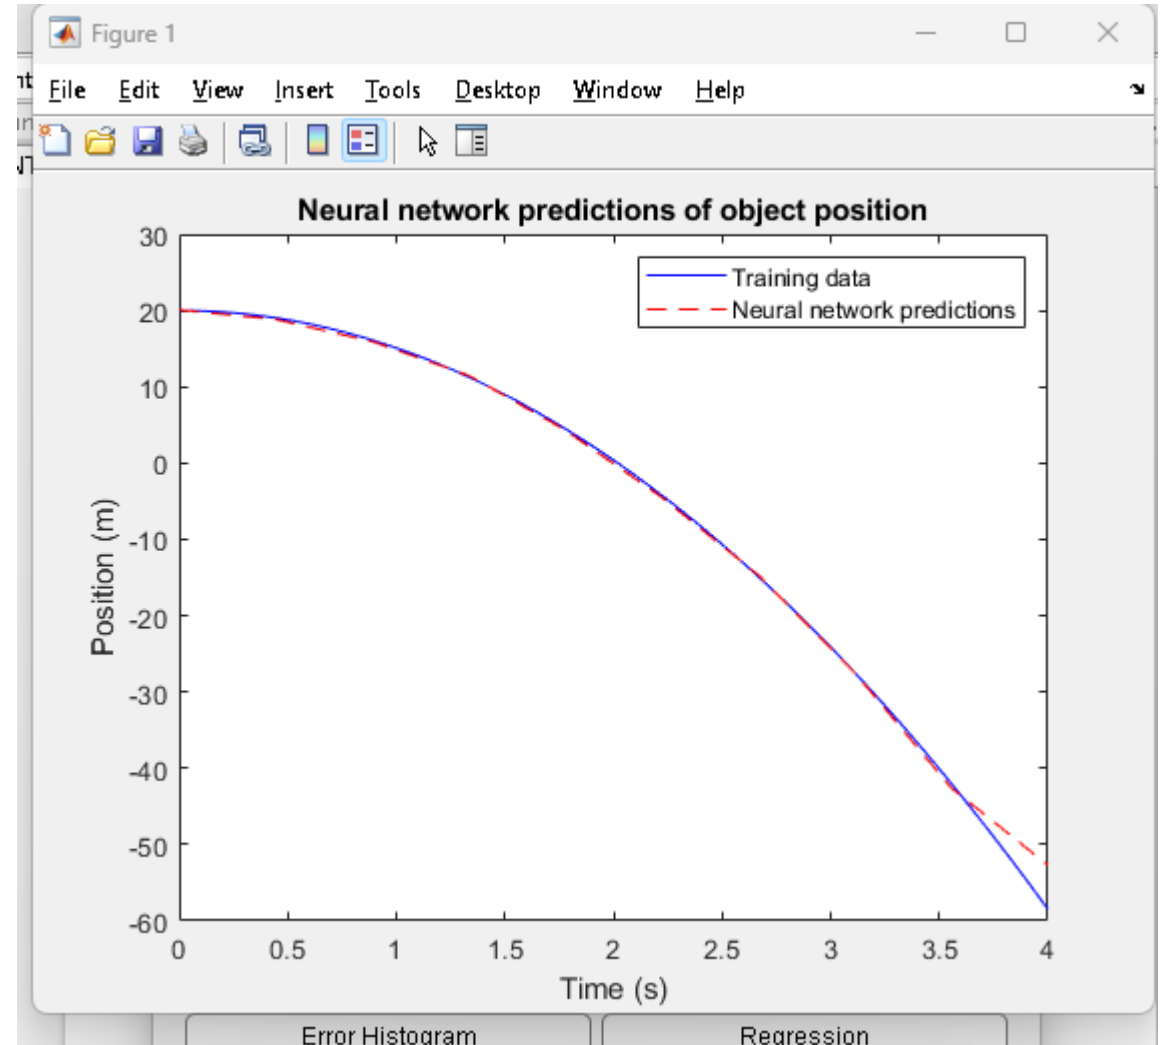 Figure 1
File Edit View Insert Tools Desktop Window Help
Neural network predictions of object position
Training data
Neural network predictions
30
20
10
0
-10
-20
-30
-40
-50
-60
Position (m)
0 0.5 1 1.5 2 2.5 3 3.5 4
Time (s)
Error Histogram Regression